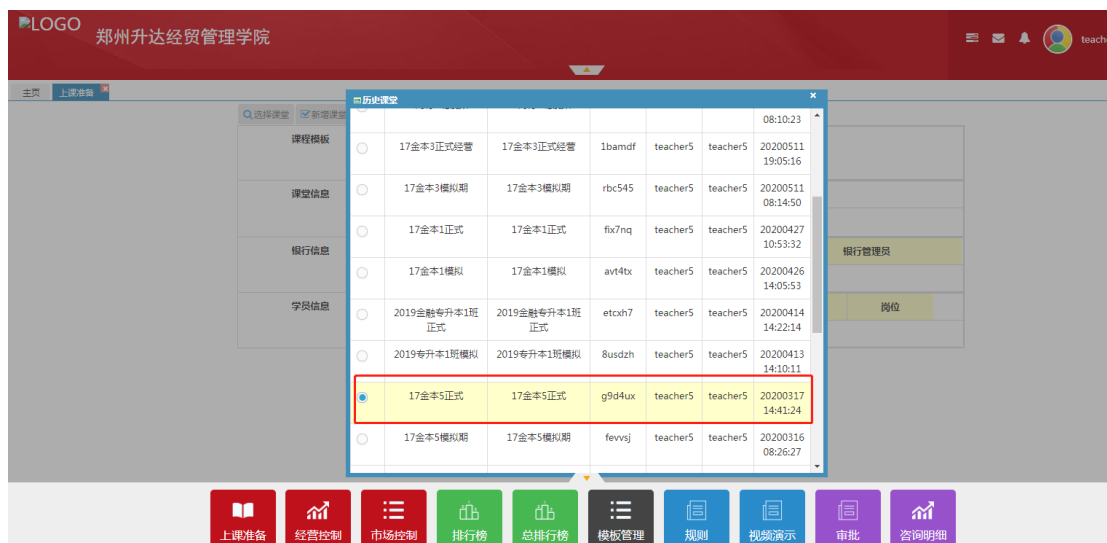 LOGO
郑州升达经贸管理学院
teach
主页 上课准备
历史课堂
选择课堂 新增课堂
08:10:23
课程模板
17金本3正式经营 17金本3正式经营 1bamdf teacher5 teacher5 20200511
19:05:16
课堂信息
17金本3模拟期 17金本3模拟期 rbc545 teacher5 teacher5 20200511
08:14:50
17金本1正式 17金本1正式 fix7nq teacher5 teacher5 20200427
10:53:32
银行信息 银行管理员
17金本1模拟 17金本1模拟 avt4tx teacher5 teacher5 20200426
14:05:53
学员信息 岗位
2019金融专升本1班 2019金融专升本1班 etcxh7 teacher5 teacher5 20200414
正式 正式 14:22:14
2019专升本1班模拟 2019专升本1班模拟 8usdzh teacher5 teacher5 20200413
14:10:11
17金本5正式 17金本5正式 g9d4ux teacher5 teacher5 20200317
14:41:24
17金本5模拟期 17金本5模拟期 fevvsj teacher5 teacher5 20200316
08:26:27
上课准备 经营控制 市场控制 排行榜 总排行榜 模板管理 规则 视频演示 审批 咨询明细